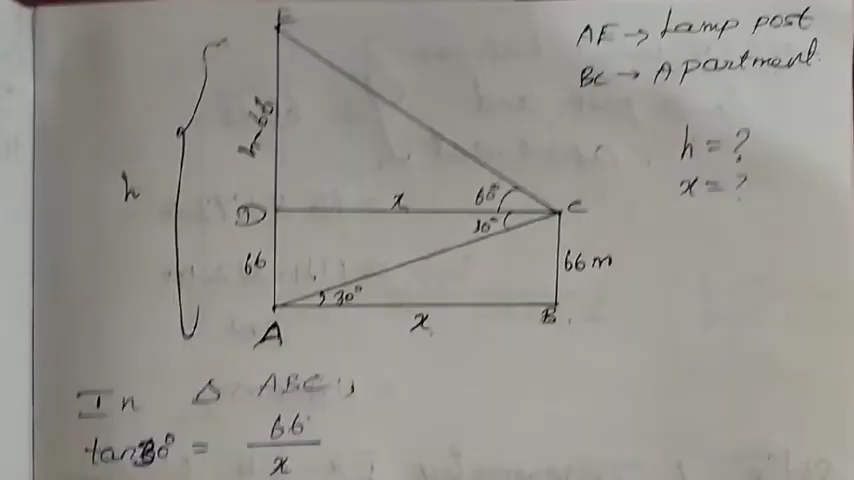 E
AE → Lamp post
BC → Apartment
h = ?
x = ?
h-66
h
D
x
60°
30°
C
66
66 m
30°
A
x
B
In Δ ABC,
tan30° = 66/x